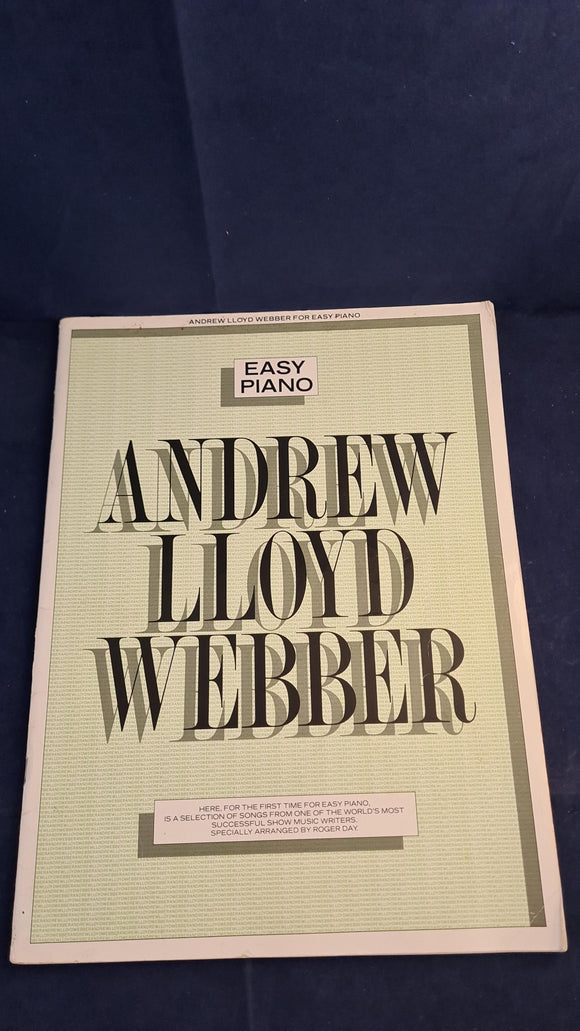 ANDREW LLOYD WEBBER FOR EASY PIANO
EASY
PIANO
ANDREW
LLOYD
WEBBER
HERE, FOR THE FIRST TIME FOR EASY PIANO,
IS A SELECTION OF SONGS FROM ONE OF THE WORLD'S MOST
SUCCESSFUL SHOW MUSIC WRITERS.
SPECIALLY ARRANGED BY ROGER DAY.